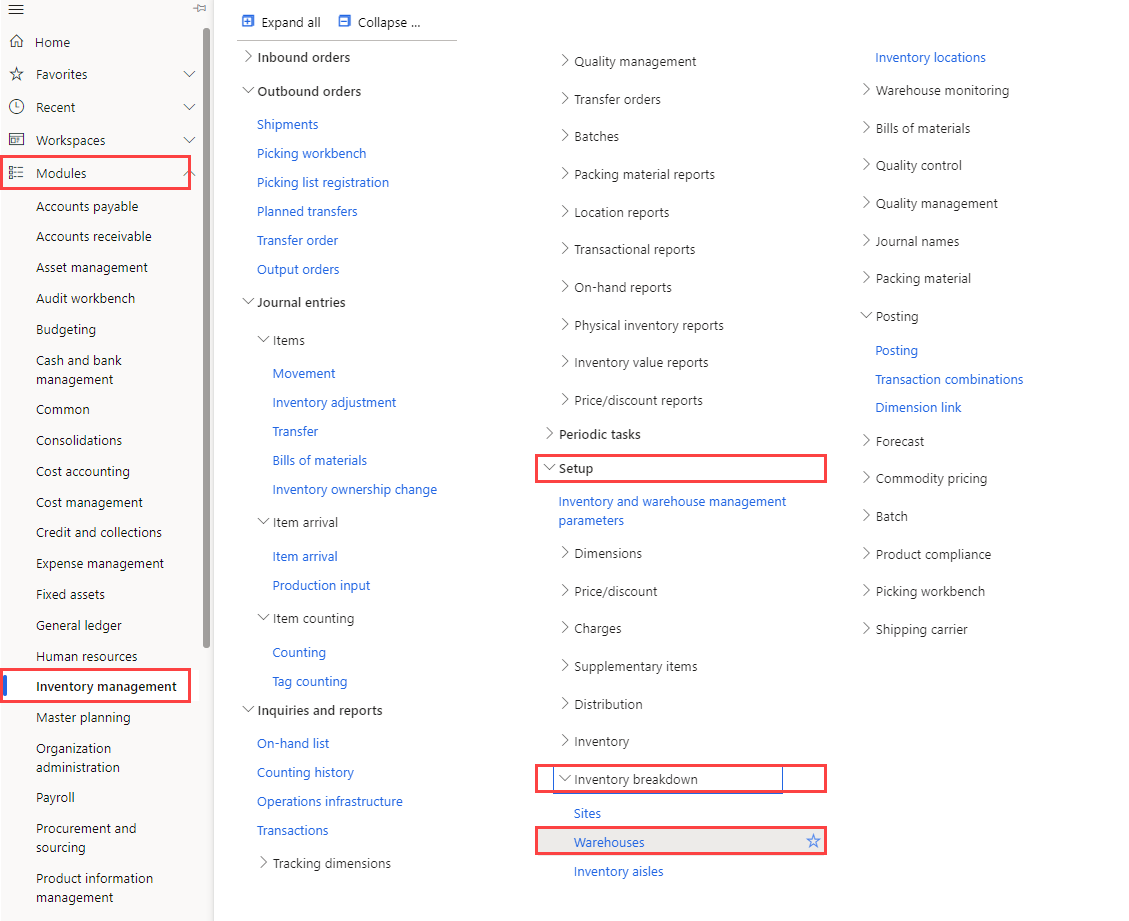 Home
Favorites
Recent
Workspaces
Modules
Accounts payable
Accounts receivable
Asset management
Audit workbench
Budgeting
Cash and bank
management
Common
Consolidations
Cost accounting
Cost management
Credit and collections
Expense management
Fixed assets
General ledger
Human resources
Inventory management
Master planning
Organization
administration
Payroll
Procurement and
sourcing
Product information
management
Expand all
Collapse ...
Inbound orders
Outbound orders
Shipments
Picking workbench
Picking list registration
Planned transfers
Transfer order
Output orders
Journal entries
Items
Movement
Inventory adjustment
Transfer
Bills of materials
Inventory ownership change
Item arrival
Item arrival
Production input
Item counting
Counting
Tag counting
Inquiries and reports
On-hand list
Counting history
Operations infrastructure
Transactions
Tracking dimensions
Quality management
Transfer orders
Batches
Packing material reports
Location reports
Transactional reports
On-hand reports
Physical inventory reports
Inventory value reports
Price/discount reports
Periodic tasks
Setup
Inventory and warehouse management
parameters
Dimensions
Price/discount
Charges
Supplementary items
Distribution
Inventory
Inventory breakdown
Sites
Warehouses
Inventory aisles
Inventory locations
Warehouse monitoring
Bills of materials
Quality control
Quality management
Journal names
Packing material
Posting
Posting
Transaction combinations
Dimension link
Forecast
Commodity pricing
Batch
Product compliance
Picking workbench
Shipping carrier